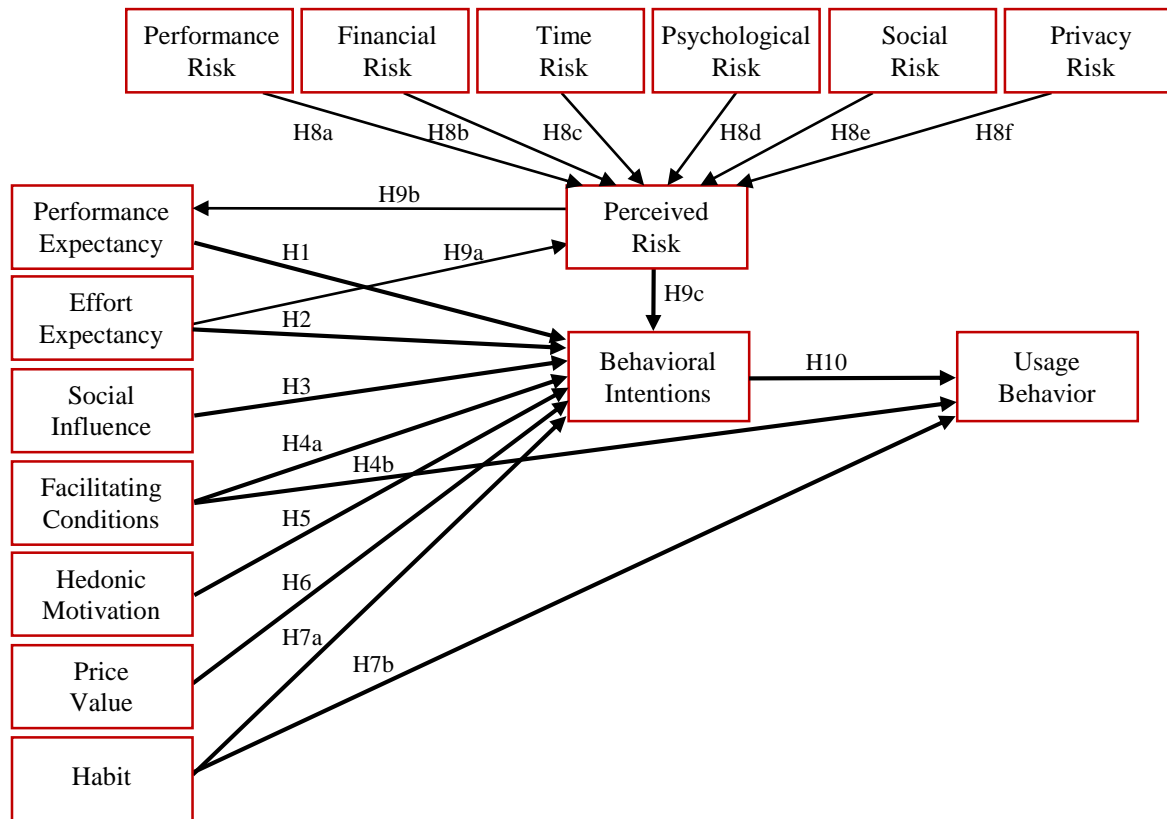 Performance
Risk
Financial
Risk
Time
Risk
Psychological
Risk
Social
Risk
Privacy
Risk
H8a
H8b
H8c
H8d
H8e
H8f
Performance
Expectancy
H9b
Perceived
Risk
H1
H9a
Effort
Expectancy
H2
H9c
Social
Influence
H3
Behavioral
Intentions
H10
Usage
Behavior
H4a
H4b
Facilitating
Conditions
H5
Hedonic
Motivation
H6
H7a
H7b
Price
Value
Habit